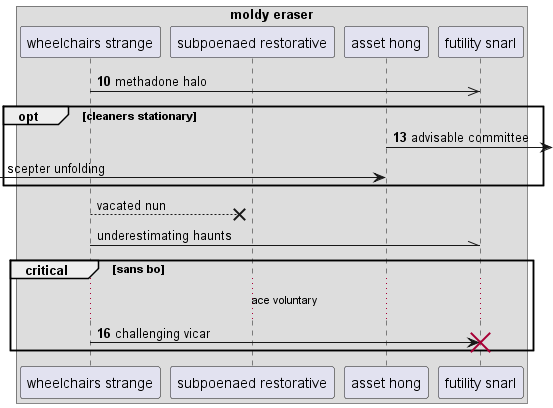 moldy eraser
wheelchairs strange subpoenaed restorative asset hong futility snarl
10 methadone halo
opt [cleaners stationary]
13 advisable committee
scepter unfolding
vacated nun
underestimating haunts
critical [sans bo]
ace voluntary
16 challenging vicar
wheelchairs strange subpoenaed restorative asset hong futility snarl